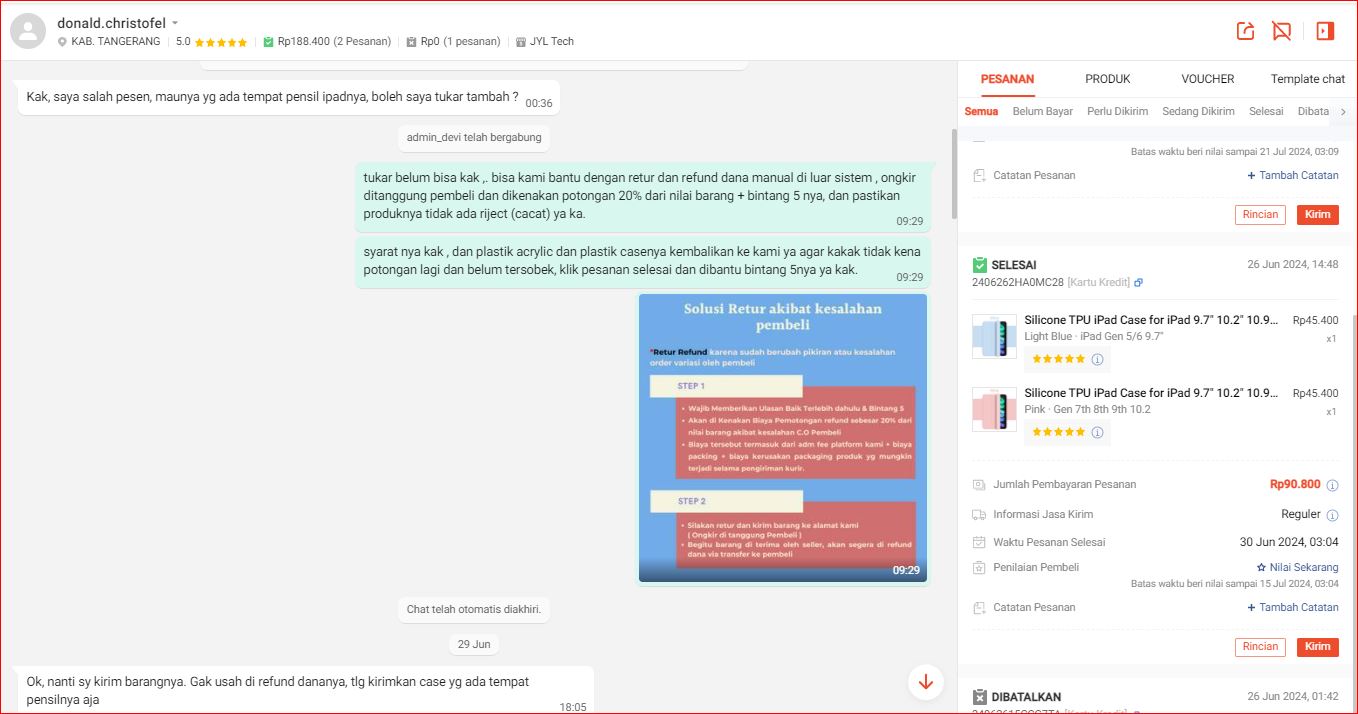 donald.christofel
KAB. TANGERANG 5.0 Rp188.400 (2 Pesanan) Rp0 (1 pesanan) JYL Tech
Kak, saya salah pesen, maunya yg ada tempat pensil ipadnya, boleh saya tukar tambah ? 00:36
admin_devi telah bergabung
tukar belum bisa kak ,. bisa kami bantu dengan retur dan refund dana manual di luar sistem , ongkir
ditanggung pembeli dan dikenakan potongan 20% dari nilai barang + bintang 5 nya, dan pastikan
produknya tidak ada riject (cacat) ya ka.
09:29
syarat nya kak , dan plastik acrylic dan plastik casenya kembalikan ke kami ya agar kakak tidak kena
potongan lagi dan belum tersobek, klik pesanan selesai dan dibantu bintang 5nya ya kak.
09:29
Solusi Retur akibat kesalahan
pembeli
*Retur Refund karena sudah berubah pikiran atau kesalahan
order variasi oleh pembeli
STEP 1
• Wajib Memberikan Ulasan Baik Terlebih dahulu & Bintang 5
• Akan di Kenakan Biaya Pemotongan refund sebesar 20% dari
nilai barang akibat kesalahan C.O Pembeli
• Biaya tersebut termasuk dari adm fee platform kami + biaya
packing + biaya kerusakan packaging produk yg mungkin
terjadi selama pengiriman kurir.
STEP 2
• Silakan retur dan kirim barang ke alamat kami
( Ongkir di tanggung Pembeli )
• Begitu barang di terima oleh seller, akan segera di refund
dana via transfer ke pembeli
09:29
Chat telah otomatis diakhiri.
29 Jun
Ok, nanti sy kirim barangnya. Gak usah di refund dananya, tlg kirimkan case yg ada tempat
pensilnya aja
18:05
PESANAN PRODUK VOUCHER Template chat
Semua Belum Bayar Perlu Dikirim Sedang Dikirim Selesai Dibata
Batas waktu beri nilai sampai 21 Jul 2024, 03:09
Catatan Pesanan + Tambah Catatan
Rincian Kirim
SELESAI 26 Jun 2024, 14:48
2406262HA0MC28 [Kartu Kredit]
Silicone TPU iPad Case for iPad 9.7" 10.2" 10.9... Rp45.400
Light Blue · iPad Gen 5/6 9.7" x1
Silicone TPU iPad Case for iPad 9.7" 10.2" 10.9... Rp45.400
Pink · Gen 7th 8th 9th 10.2 x1
Jumlah Pembayaran Pesanan Rp90.800
Informasi Jasa Kirim Reguler
Waktu Pesanan Selesai 30 Jun 2024, 03:04
Penilaian Pembeli Nilai Sekarang
Batas waktu beri nilai sampai 15 Jul 2024, 03:04
Catatan Pesanan + Tambah Catatan
Rincian Kirim
DIBATALKAN 26 Jun 2024, 01:42